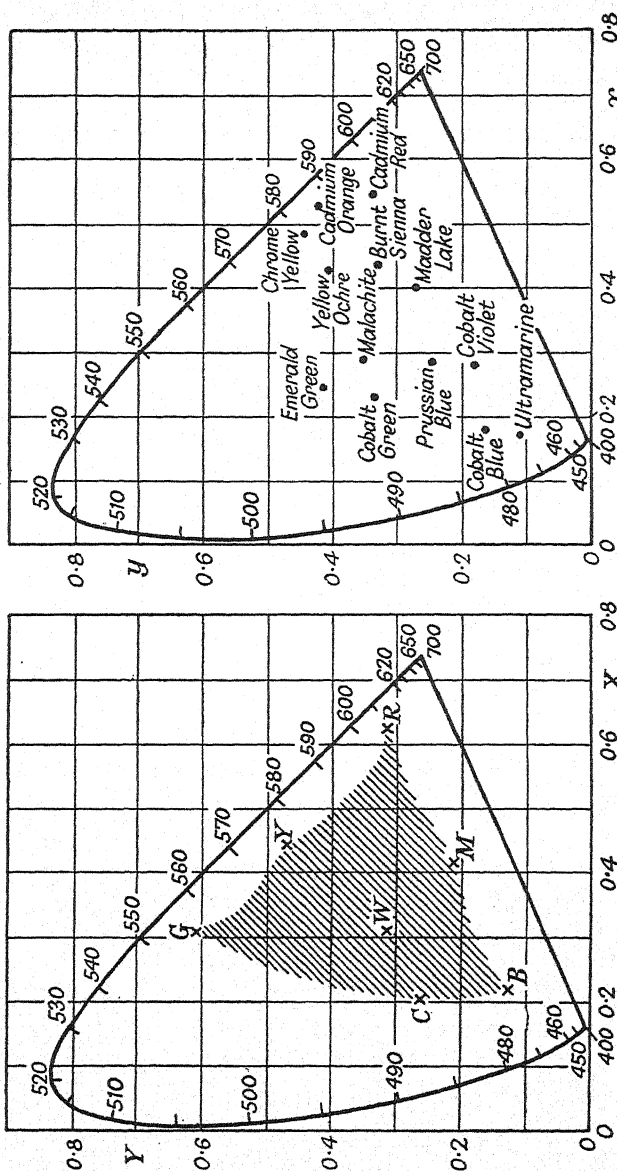 Y
0·8
0·6
0·4
0·2
0
0
0·2
0·4
0·6
X
0·8
400
450
460
480
490
500
510
520
530
540
550
560
570
580
590
600
620
650
700
G
Y
R
W
M
C
B
y
0·8
0·6
0·4
0·2
0
0
0·2
0·4
0·6
x
0·8
400
450
460
480
490
500
510
520
530
540
550
560
570
580
590
600
620
650
700
Chrome
Yellow
Cadmium
Orange
Emerald
Green
Yellow
Ochre
Malachite
Burnt
Sienna
Cadmium
Red
Cobalt
Green
Madder
Lake
Prussian
Blue
Cobalt
Violet
Cobalt
Blue
Ultramarine